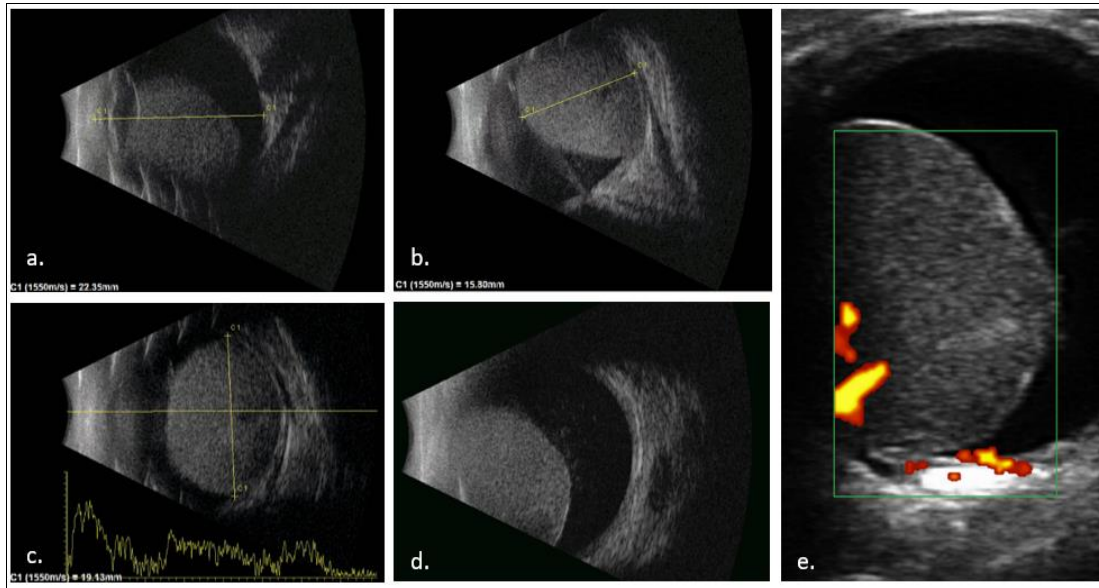 C1
C1
a.
C1 (1550m/s) = 22.35mm
C1
C1
b.
C1 (1550m/s) = 15.80mm
C1
C1
c.
C1 (1550m/s) = 19.13mm
d.
e.